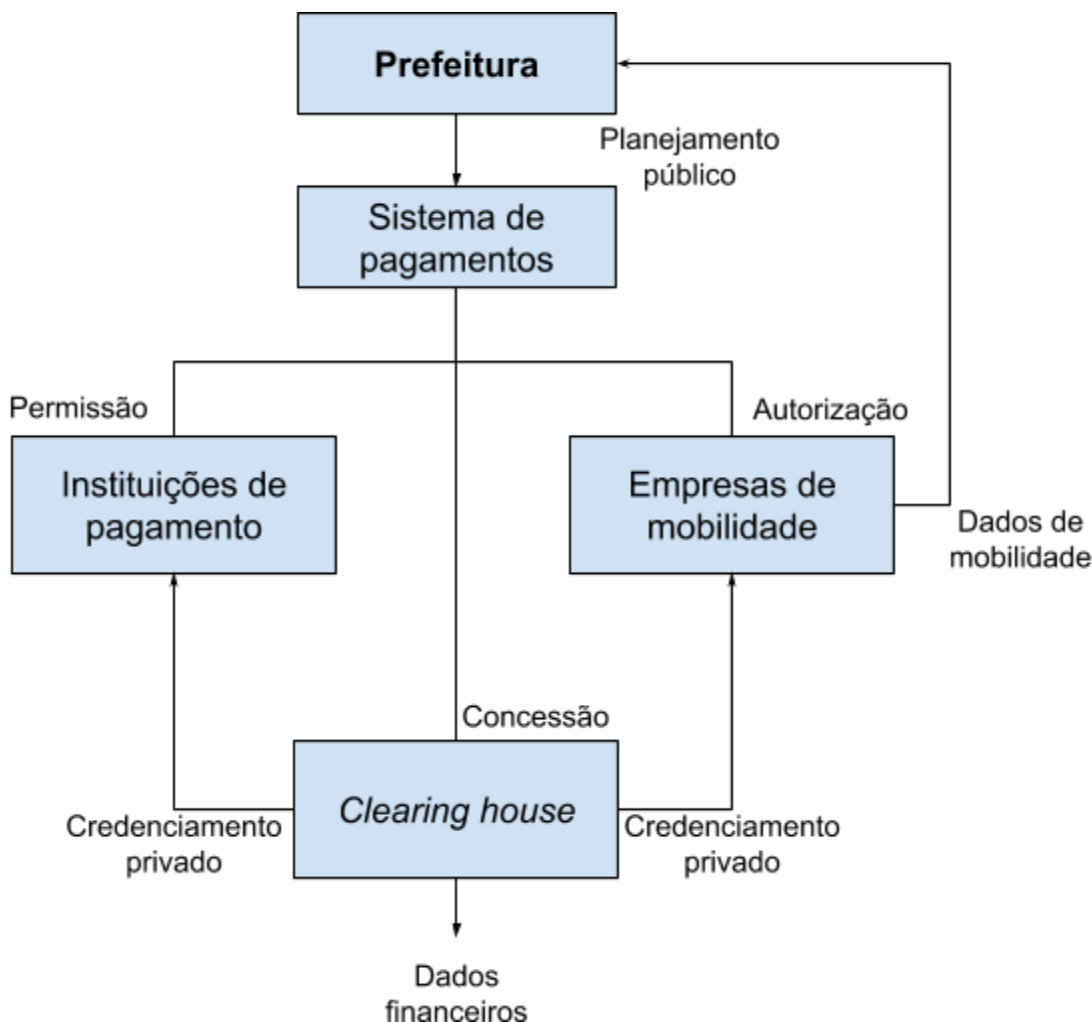 Prefeitura
Planejamento
público
Sistema de
pagamentos
Permissão
Autorização
Instituições de
pagamento
Empresas de
mobilidade
Dados de
mobilidade
Concessão
Clearing house
Credenciamento
privado
Credenciamento
privado
Dados
financeiros